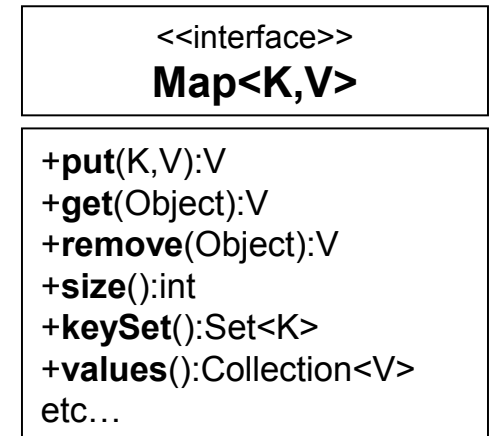 <<interface>>
Map<K,V>
+put(K,V):V
+get(Object):V
+remove(Object):V
+size():int
+keySet():Set<K>
+values():Collection<V>
etc…